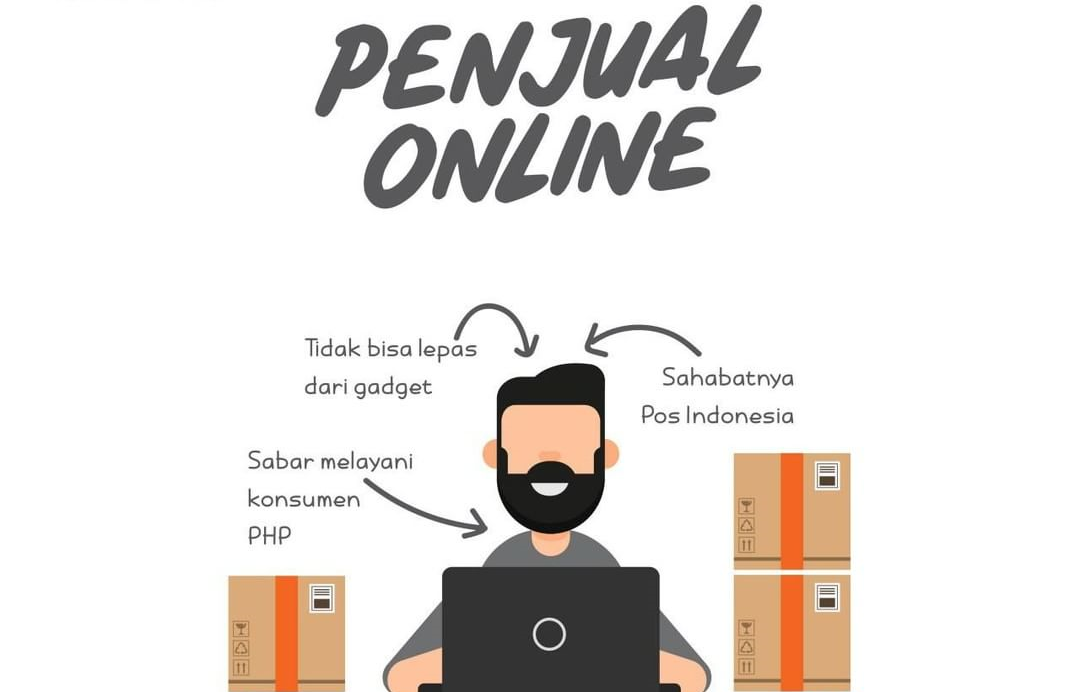 PENJUAL
ONLINE
Tidak bisa lepas
dari gadget
Sahabatnya
Pos Indonesia
Sabar melayani
konsumen
PHP